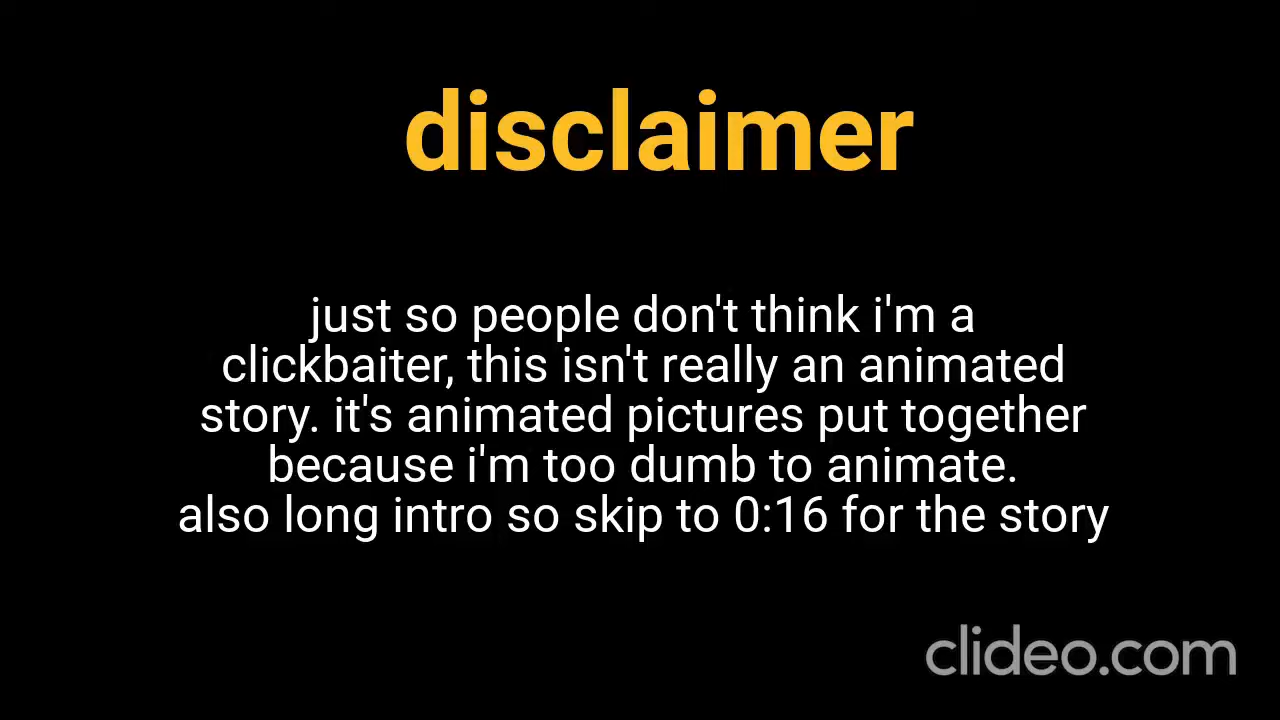 disclaimer
just so people don't think i'm a
clickbaiter, this isn't really an animated
story. it's animated pictures put together
because i'm too dumb to animate.
also long intro so skip to 0:16 for the story
clideo.com